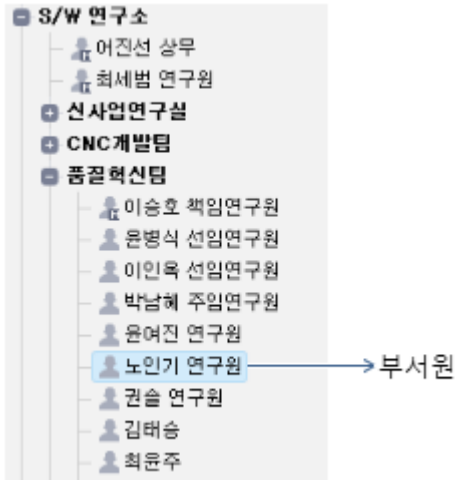 S/W 연구소
어진선 상무
최세범 연구원
신사업연구실
CNC개발팀
품질혁신팀
이승호 책임연구원
윤병식 선임연구원
이인옥 선임연구원
박남혜 주임연구원
윤여진 연구원
노인기 연구원 부서원
권슬 연구원
김태승
최윤주